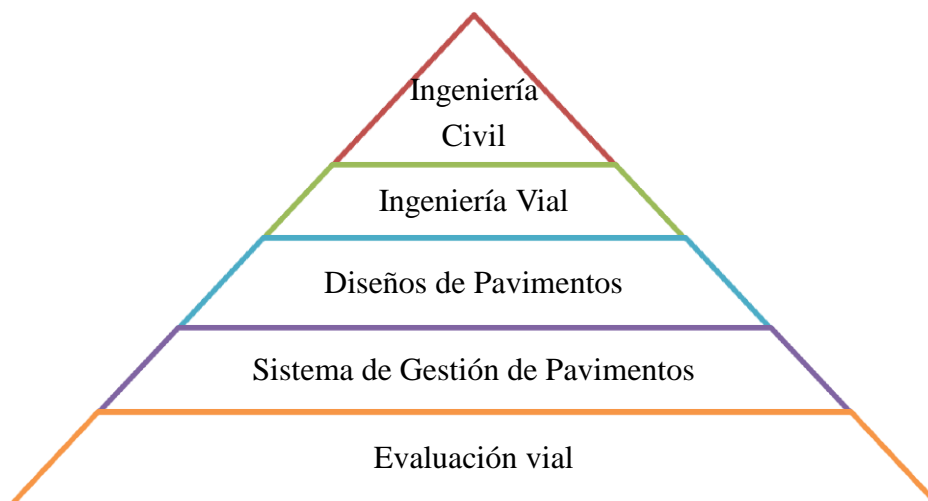 Ingeniería
Civil
Ingeniería Vial
Diseños de Pavimentos
Sistema de Gestión de Pavimentos
Evaluación vial